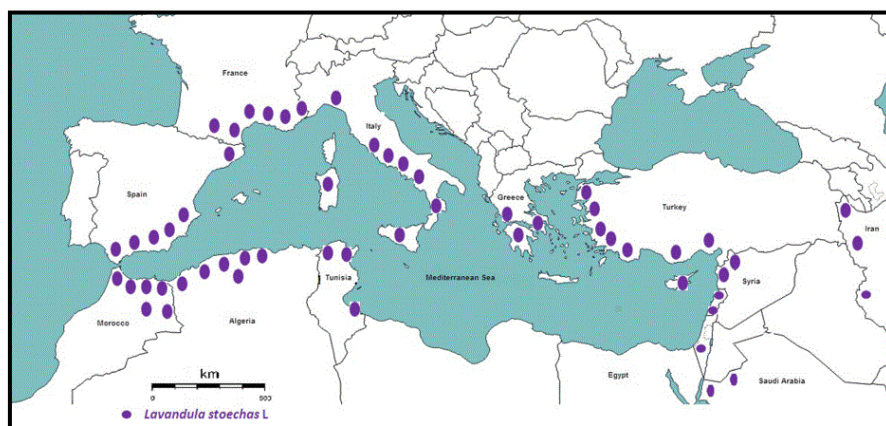 France
Italy
Spain
Greece
Turkey
Iran
Tunisia
Mediterranean Sea
Syria
Morocco
Algeria
Egypt
Saudi Arabia
km
0
Lavandula stoechas L